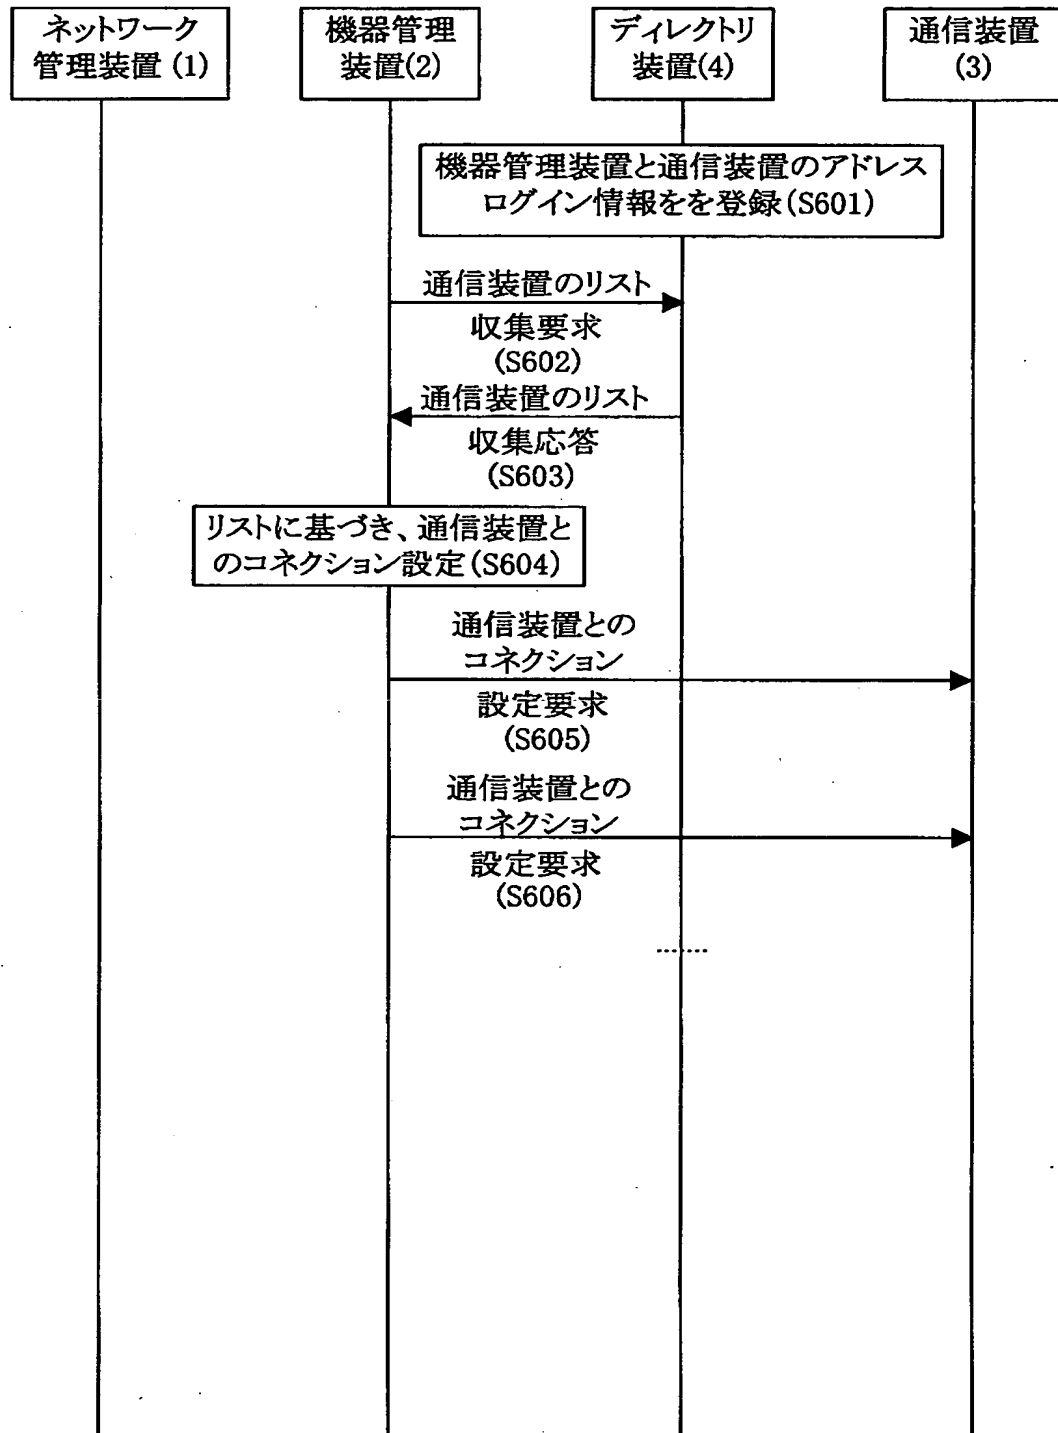 ネットワーク
管理装置(1)
機器管理
装置(2)
ディレクトリ
装置(4)
通信装置
(3)
機器管理装置と通信装置のアドレス
ログイン情報をを登録(S601)
通信装置のリスト
収集要求
(S602)
通信装置のリスト
収集応答
(S603)
リストに基づき、通信装置と
のコネクション設定(S604)
通信装置との
コネクション
設定要求
(S605)
通信装置との
コネクション
設定要求
(S606)